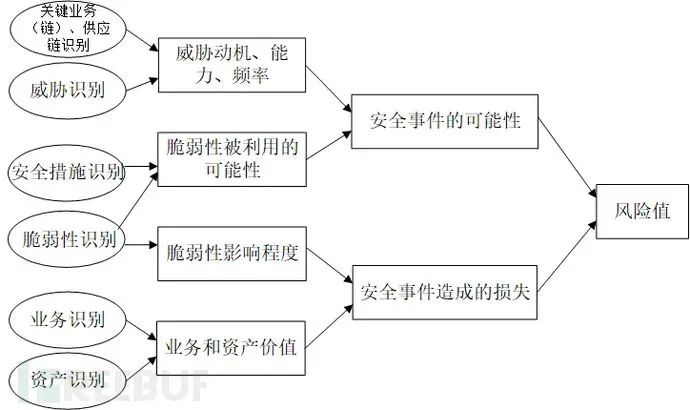 关键业务
（链）、供应
链识别
威胁识别
安全措施识别
脆弱性识别
业务识别
资产识别
威胁动机、能
力、频率
脆弱性被利用的
可能性
脆弱性影响程度
业务和资产价值
安全事件的可能性
安全事件造成的损失
风险值
REEBUF